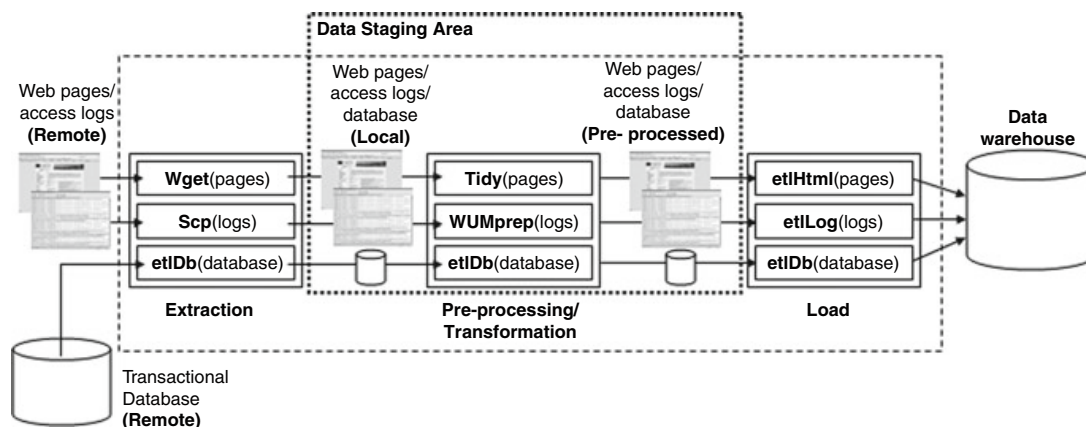 Data Staging Area
Web pages/
access logs
(Remote)
Web pages/
access logs/
database
(Local)
Web pages/
access logs/
database
(Pre- processed)
Data
warehouse
Wget(pages)
Scp(logs)
etlDb(database)
Extraction
Tidy(pages)
WUMprep(logs)
etlDb(database)
Pre-processing/
Transformation
etlHtml(pages)
etlLog(logs)
etlDb(database)
Load
Transactional
Database
(Remote)